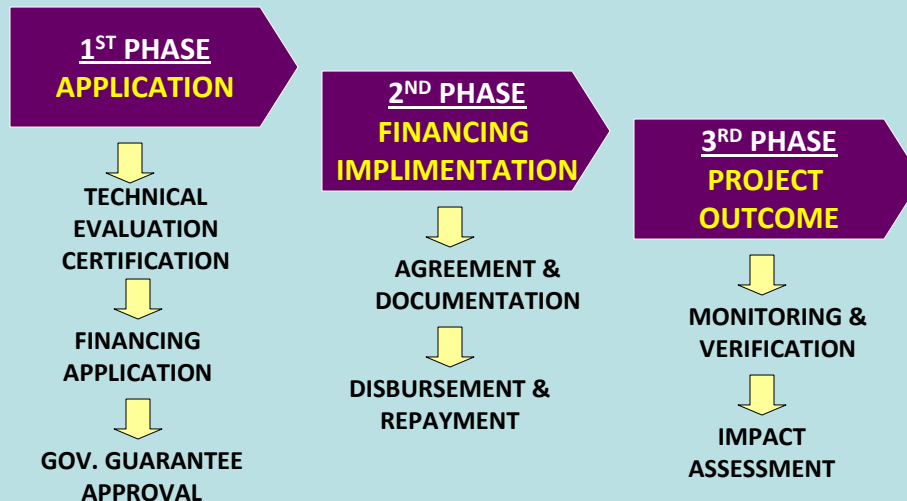 1ST PHASE
APPLICATION
TECHNICAL
EVALUATION
CERTIFICATION
FINANCING
APPLICATION
GOV. GUARANTEE
APPROVAL
2ND PHASE
FINANCING
IMPLIMENTATION
AGREEMENT &
DOCUMENTATION
DISBURSEMENT &
REPAYMENT
3RD PHASE
PROJECT
OUTCOME
MONITORING &
VERIFICATION
IMPACT
ASSESSMENT